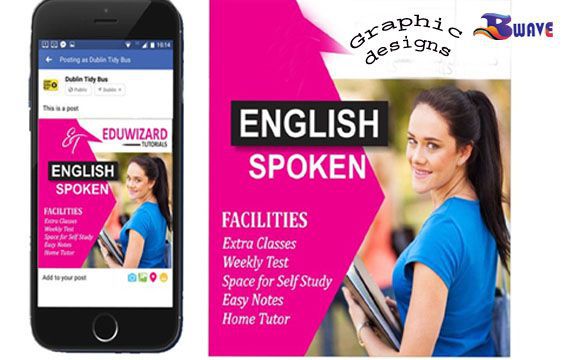 10:14
Posting as Dublin Tidy Bus
Dublin Tidy Bus
Public
Dublin
This is a post
EDUWIZARD
TUTORIALS
ENGLISH
SPOKEN
FACILITIES
Extra Classes
Weekly Test
Space for Self Study
Easy Notes
Home Tutor
Add to your post
Graphic
designs
Bwave
ENGLISH
SPOKEN
FACILITIES
Extra Classes
Weekly Test
Space for Self Study
Easy Notes
Home Tutor